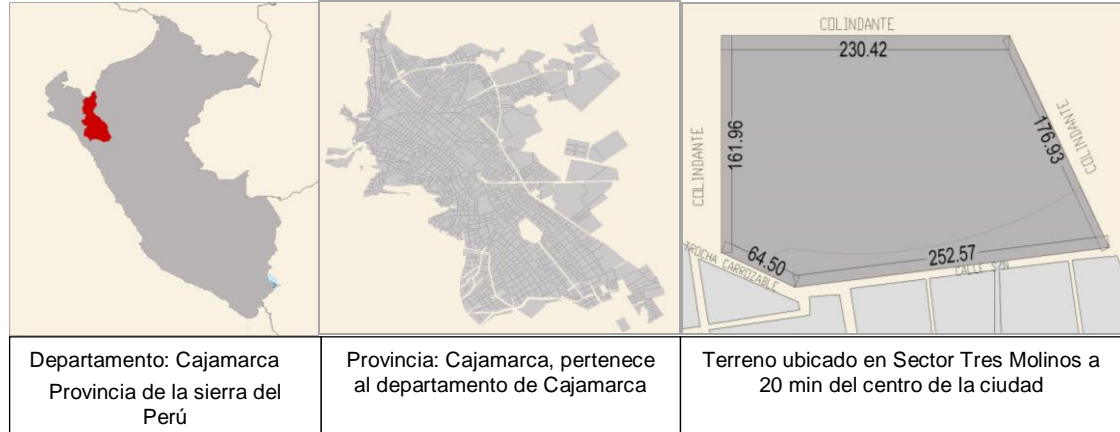 COLINDANTE
230.42
COLINDANTE
161.96
176.93
COLINDANTE
TROCHA CARROZABLE
64.50
252.57
CALLE S/N
Departamento: Cajamarca
Provincia de la sierra del
Perú
Provincia: Cajamarca, pertenece
al departamento de Cajamarca
Terreno ubicado en Sector Tres Molinos a
20 min del centro de la ciudad